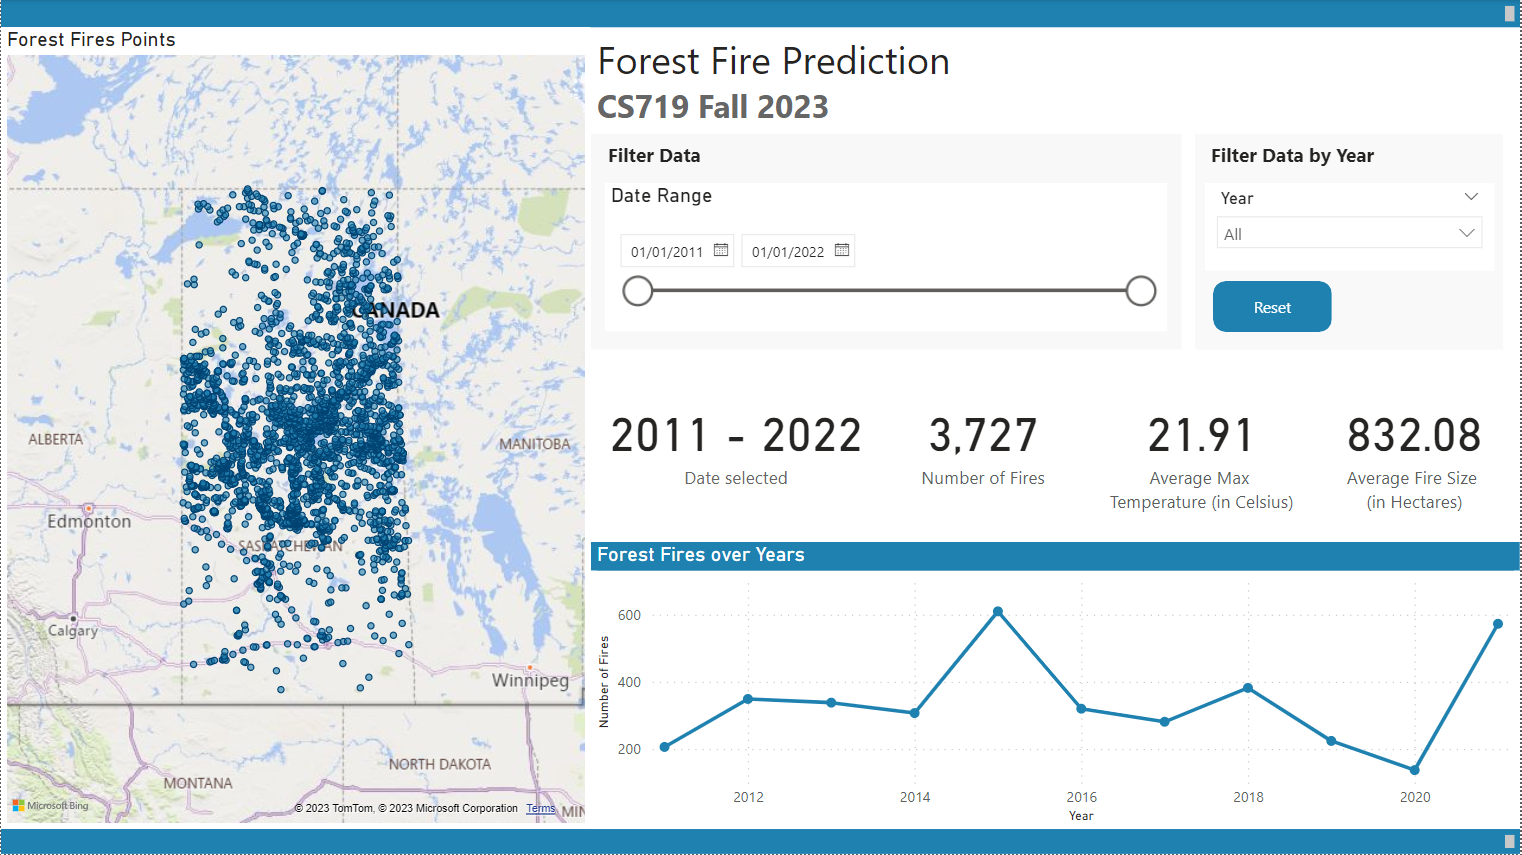 Forest Fires Points
CANADA
ALBERTA
MANITOBA
Edmonton
SASKATCHEWAN
Calgary
Winnipeg
NORTH DAKOTA
MONTANA
Microsoft Bing
© 2023 TomTom, © 2023 Microsoft Corporation Terms
MIN
Forest Fire Prediction
CS719 Fall 2023
Filter Data
Date Range
01/01/2011
01/01/2022
Filter Data by Year
Year
All
Reset
2011 - 2022
Date selected
3,727
Number of Fires
21.91
Average Max
Temperature (in Celsius)
832.08
Average Fire Size
(in Hectares)
Forest Fires over Years
Number of Fires
600
400
200
2012
2014
2016
2018
2020
Year